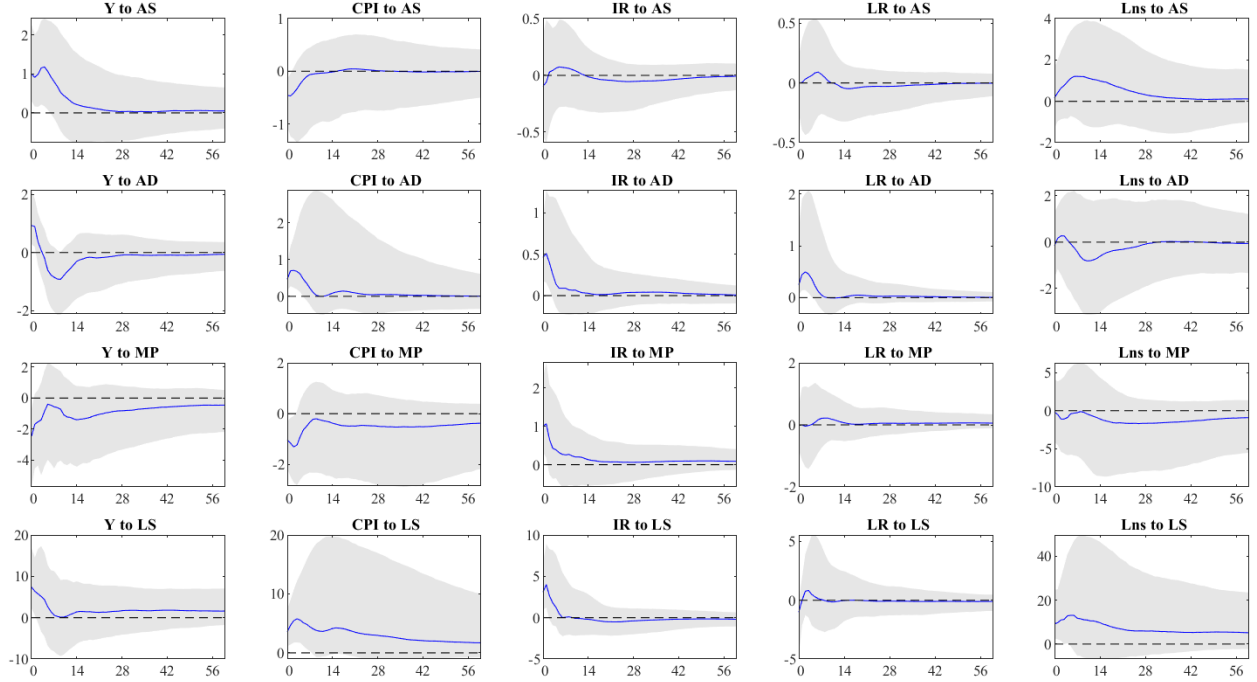 Y to AS
CPI to AS
IR to AS
LR to AS
Lns to AS
2
1
0
0 14 28 42 56
1
0
-1
0 14 28 42 56
0.5
0
-0.5
0 14 28 42 56
0.5
0
-0.5
0 14 28 42 56
4
2
0
-2
0 14 28 42 56
Y to AD
CPI to AD
IR to AD
LR to AD
Lns to AD
2
0
-2
0 14 28 42 56
2
1
0
0 14 28 42 56
1
0.5
0
0 14 28 42 56
2
1
0
0 14 28 42 56
2
0
-2
0 14 28 42 56
Y to MP
CPI to MP
IR to MP
LR to MP
Lns to MP
2
0
-2
-4
0 14 28 42 56
2
0
-2
0 14 28 42 56
2
1
0
0 14 28 42 56
2
0
-2
0 14 28 42 56
5
0
-5
-10
0 14 28 42 56
Y to LS
CPI to LS
IR to LS
LR to LS
Lns to LS
20
10
0
-10
0 14 28 42 56
20
10
0
0 14 28 42 56
10
5
0
-5
0 14 28 42 56
5
0
-5
0 14 28 42 56
40
20
0
0 14 28 42 56